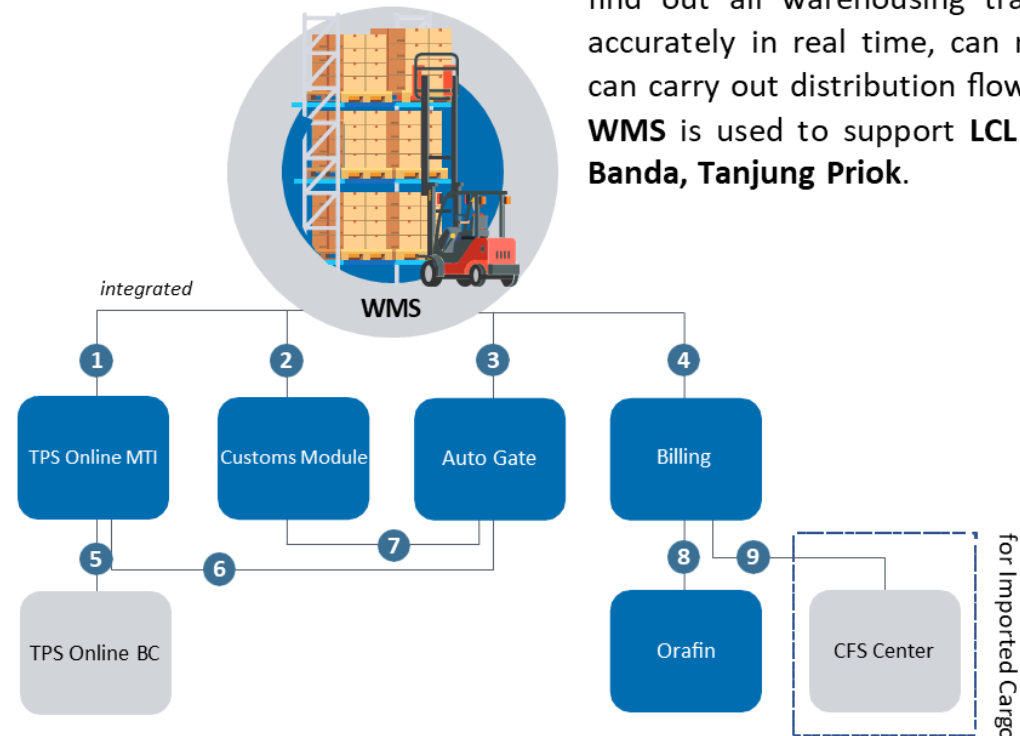 find out all warehousing
accurately in real time, can
can carry out distribution
WMS is used to support LCL
Banda, Tanjung Priok.
integrated
WMS
1
2
3
4
TPS Online MTI
Customs Module
Auto Gate
Billing
5
6
7
8
9
TPS Online BC
Orafin
CFS Center
for Imported Cargo